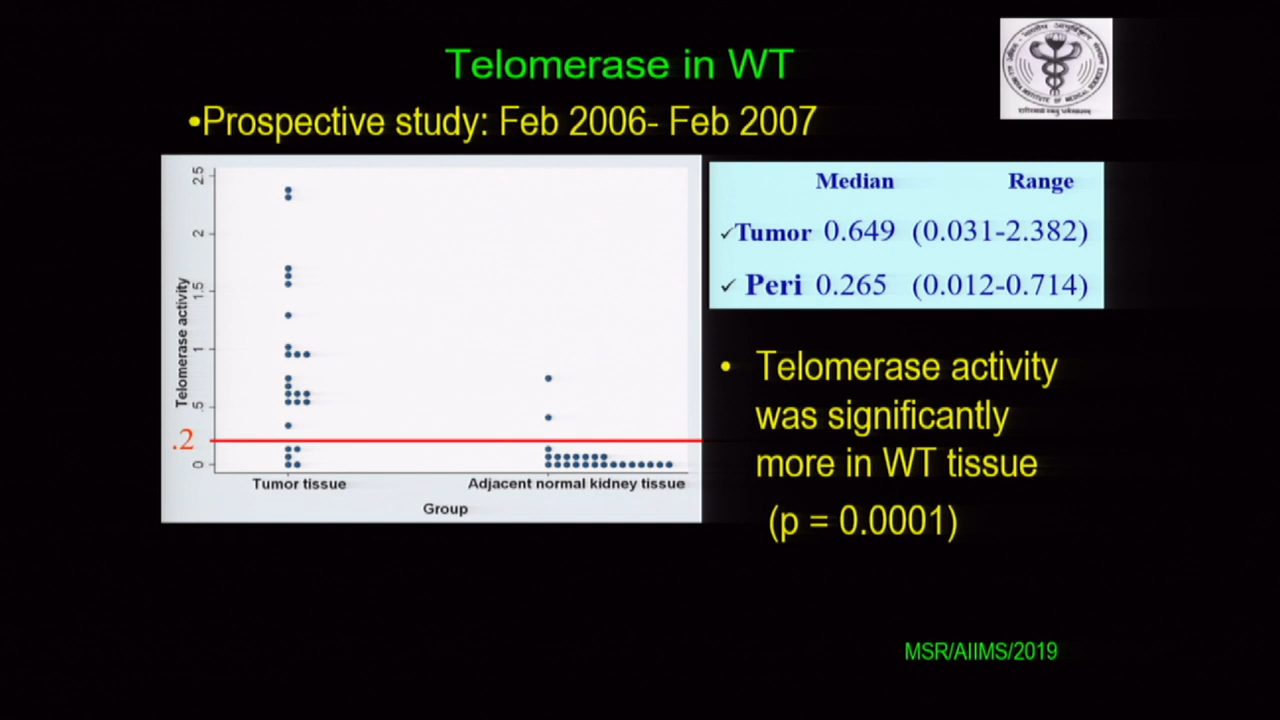 Telomerase in WT
•Prospective study: Feb 2006- Feb 2007
2.5
2
1.5
1
.5
0
Telomerase activity
.2
Tumor tissue
Adjacent normal kidney tissue
Group
Median Range
✓Tumor 0.649 (0.031-2.382)
✓ Peri 0.265 (0.012-0.714)
• Telomerase activity
was significantly
more in WT tissue
(p = 0.0001)
MSR/AIIMS/2019